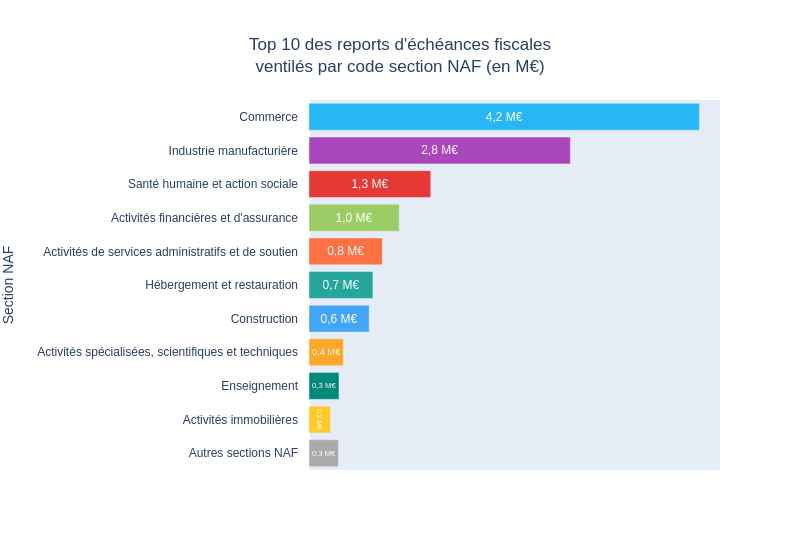 Top 10 des reports d'échéances fiscales
ventilés par code section NAF (en M€)
Section NAF
Commerce 4,2 M€
Industrie manufacturière 2,8 M€
Santé humaine et action sociale 1,3 M€
Activités financières et d'assurance 1,0 M€
Activités de services administratifs et de soutien 0,8 M€
Hébergement et restauration 0,7 M€
Construction 0,6 M€
Activités spécialisées, scientifiques et techniques 0,4 M€
Enseignement 0,3 M€
Activités immobilières 0,2 M€
Autres sections NAF 0,3 M€